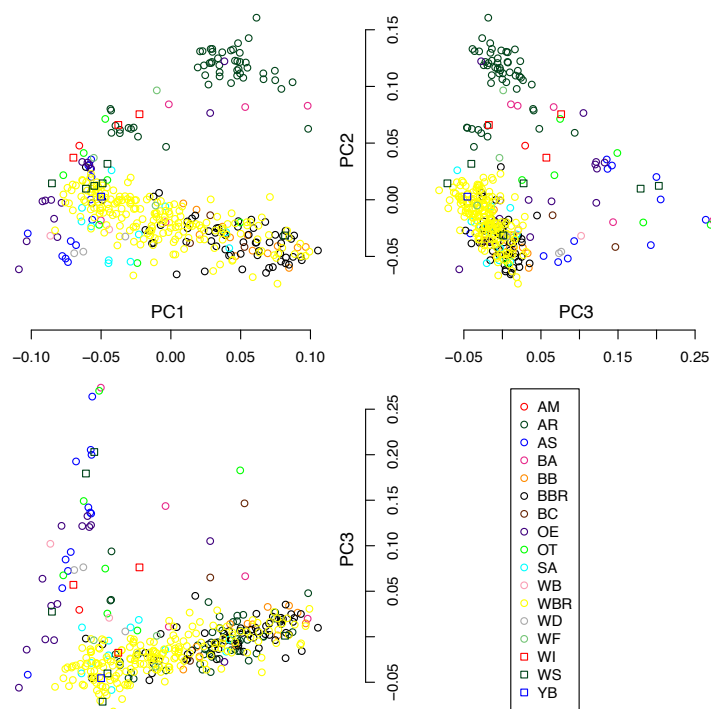 0.15
0.10
0.05
0.00
−0.05
PC2
PC1
PC3
−0.10 −0.05 0.00 0.05 0.10
−0.05 0.05 0.15 0.25
0.25
0.20
0.15
0.10
0.05
−0.05
PC3
AM
AR
AS
BA
BB
BBR
BC
OE
OT
SA
WB
WBR
WD
WF
WI
WS
YB